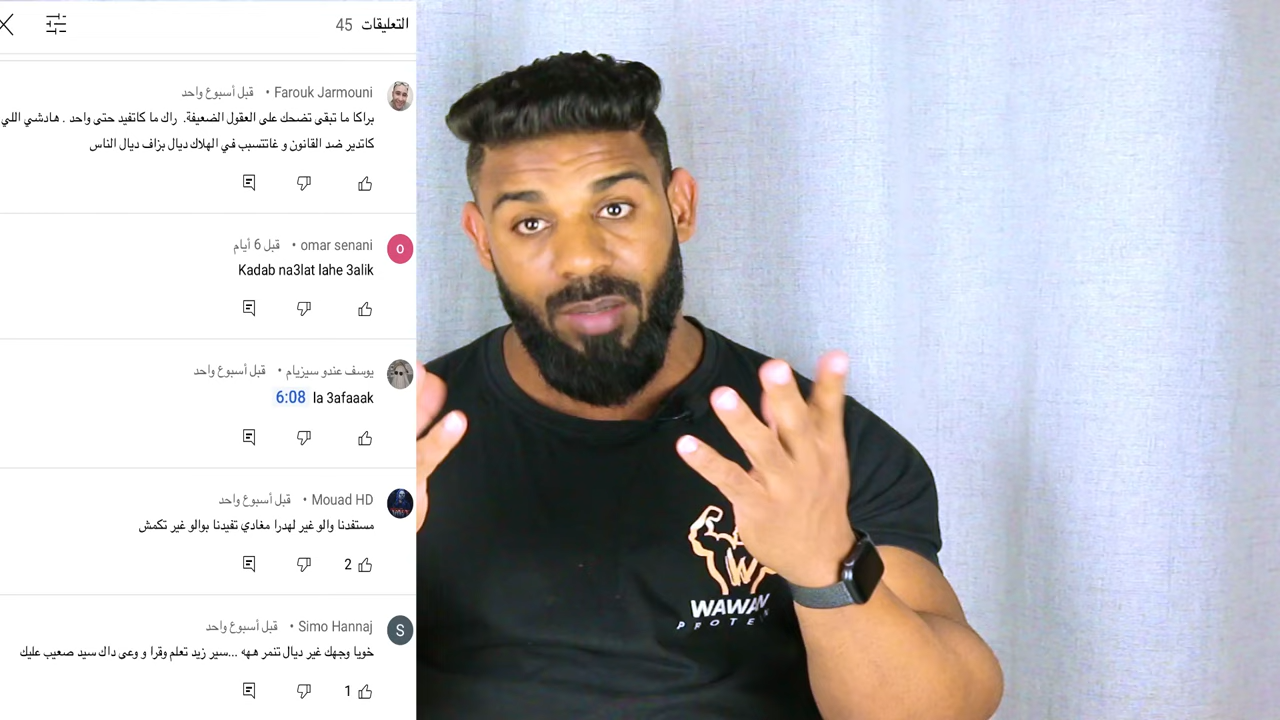 التعليقات 45
Farouk Jarmouni • قبل أسبوع واحد
براكا ما تبقى تضحك على العقول الضعيفة. راك ما كاتفيد حتى واحد . هادشي اللي
كاتدير ضد القانون و غاتتسبب في الهلاك ديال بزاف ديال الناس
omar senani • قبل 6 أيام
Kadab na3lat lahe 3alik
يوسف عندو سيزيام • قبل أسبوع واحد
6:08 la 3afaaak
Mouad HD • قبل أسبوع واحد
مستفدنا والو غير لهدرا مغادي تفيدنا بوالو غير تكمش
2
Simo Hannaj • قبل أسبوع واحد
خويا وجهك غير ديال تنمر ههه ...سير زيد تعلم وقرا و وعى داك سيد صعيب عليك
1
O
S
W
WAWAN
PROTEIN